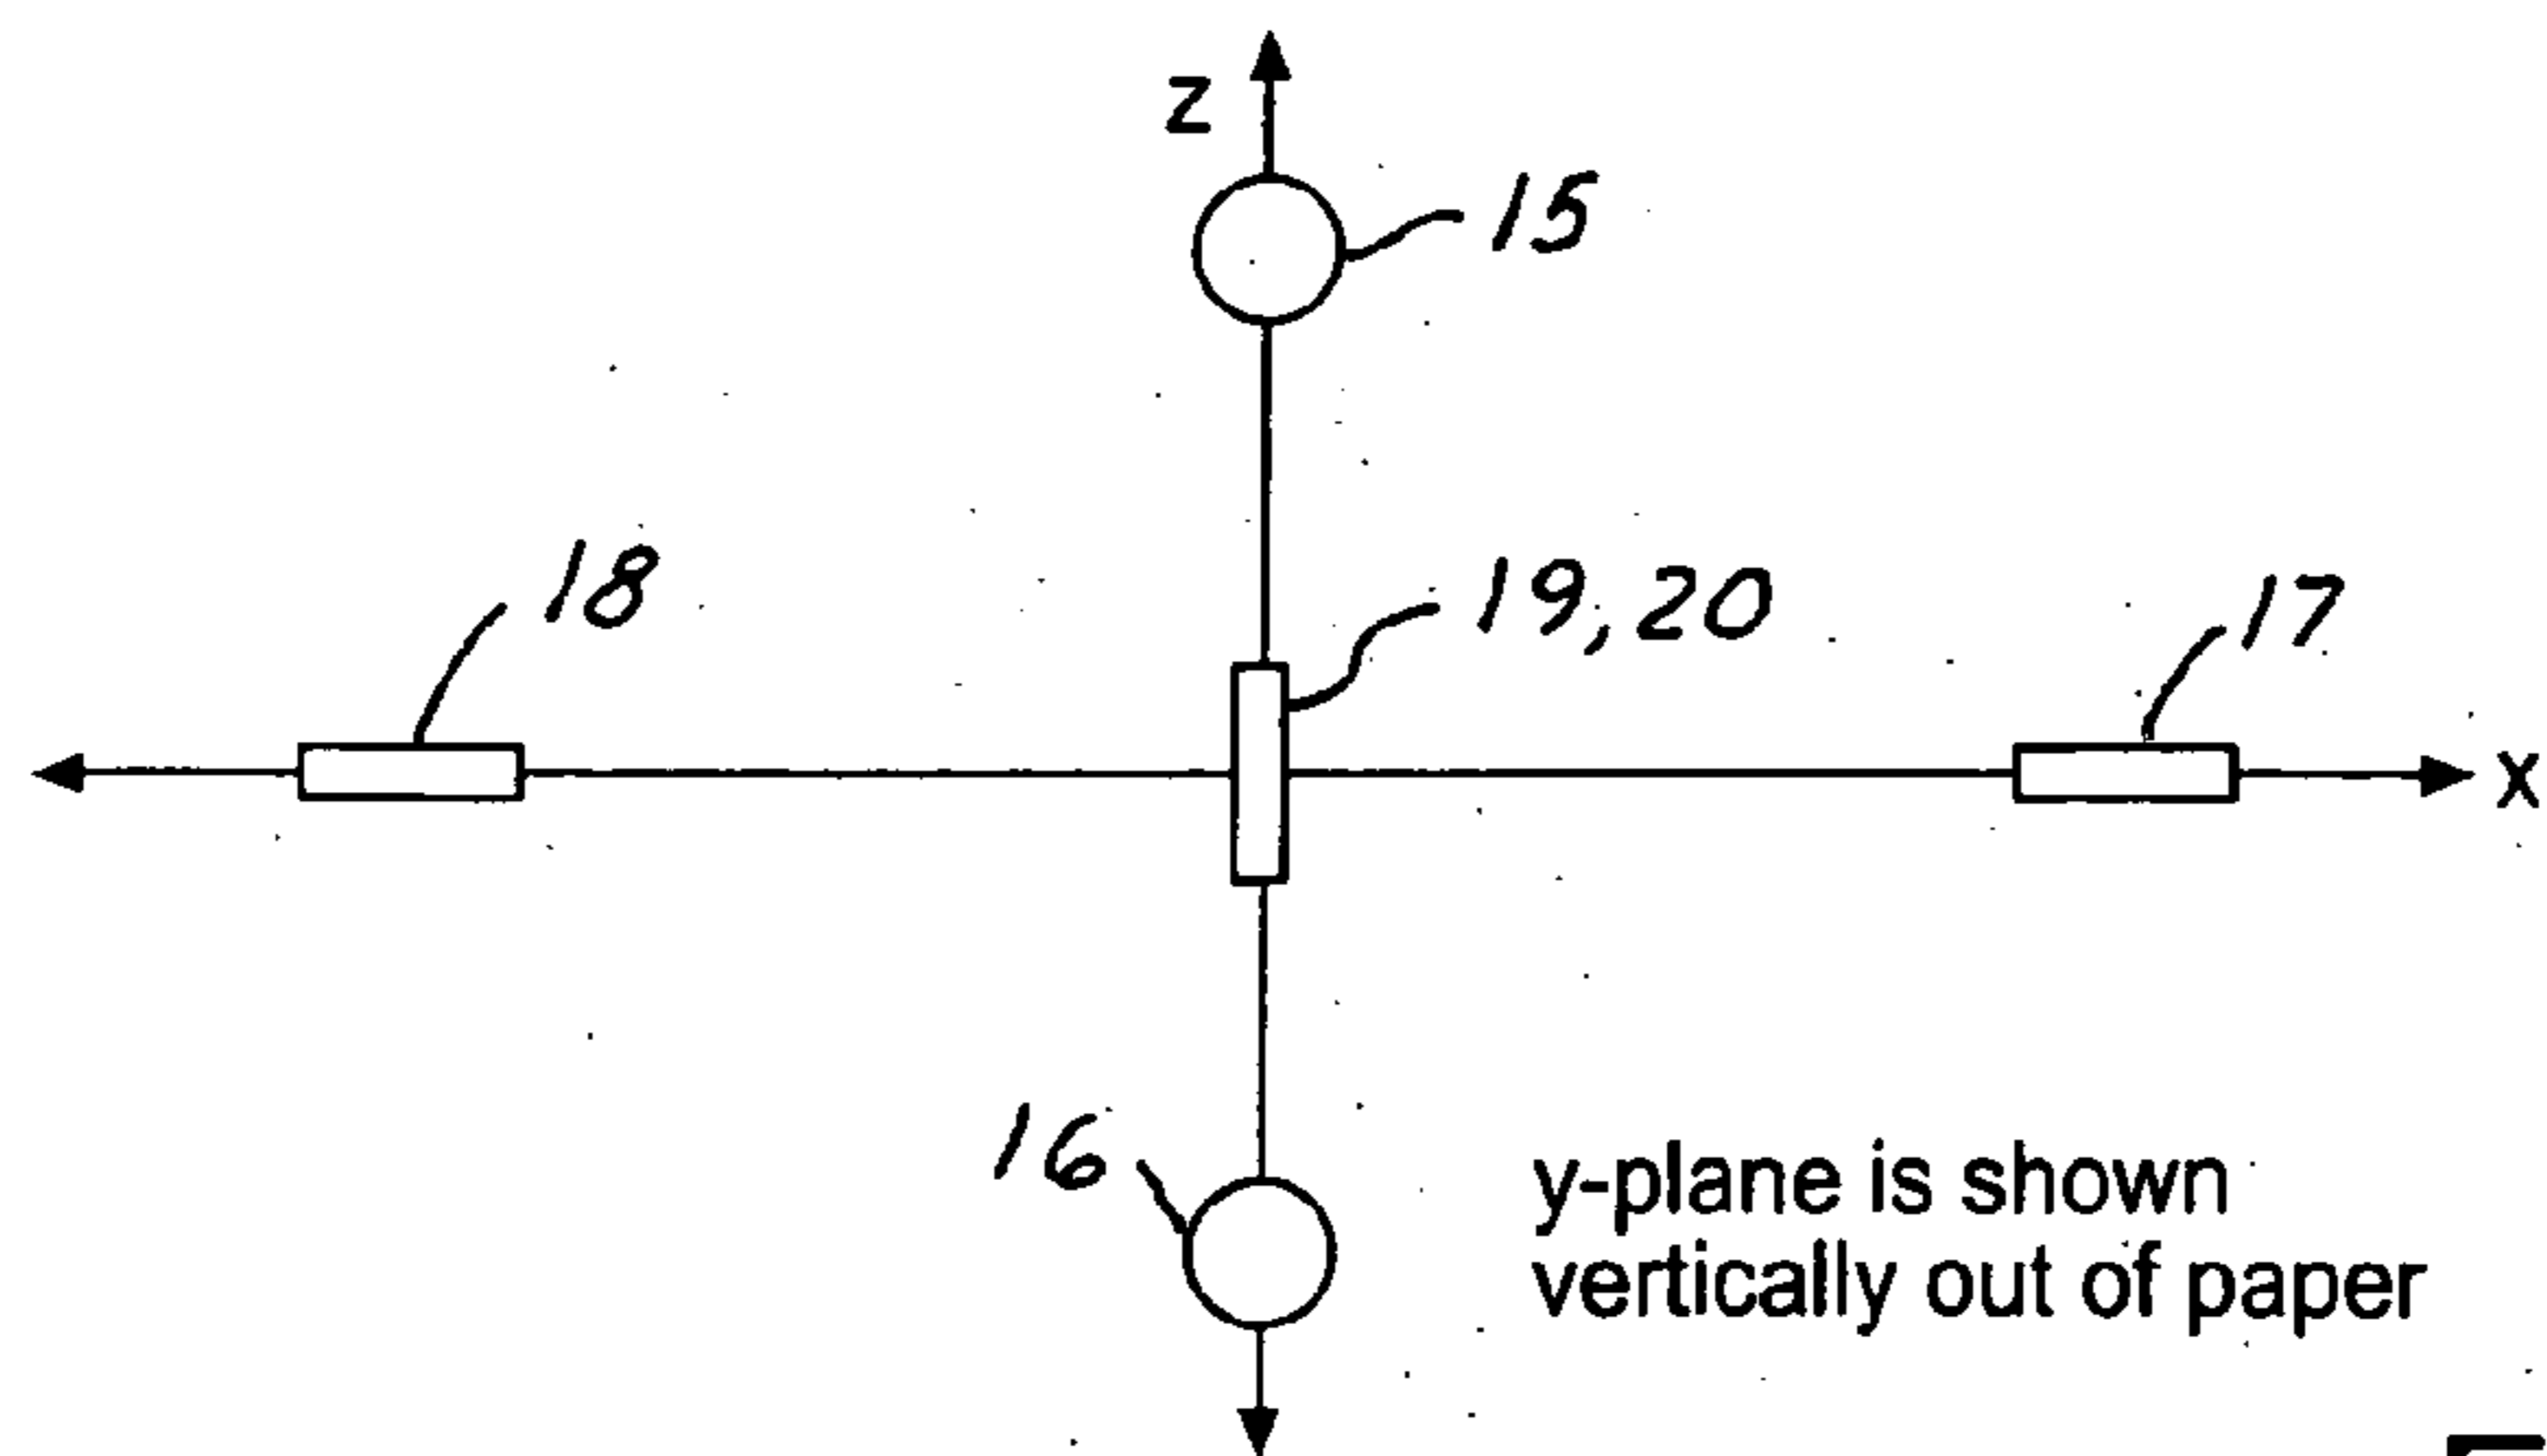 z
15
18
19,20
17
x
16
y-plane is shown
vertically out of paper